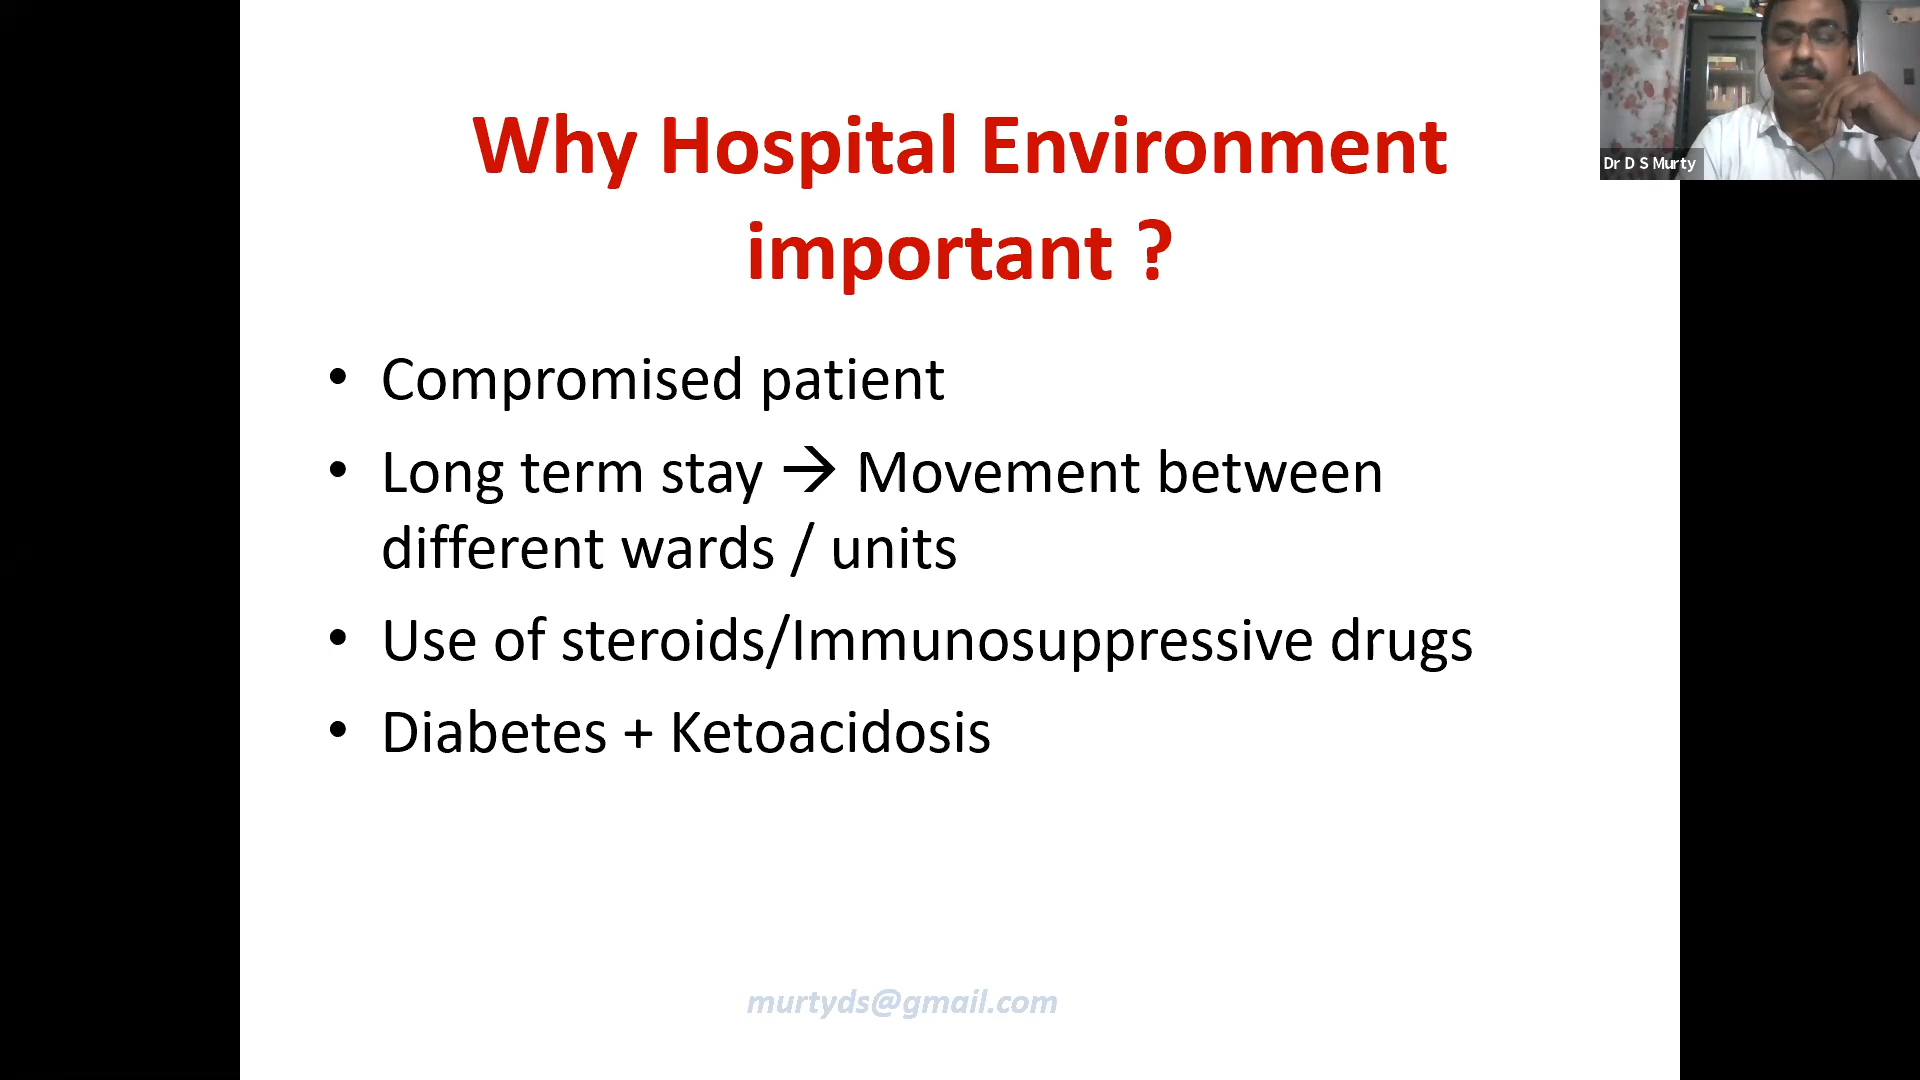 Why Hospital Environment
important ?
• Compromised patient
• Long term stay → Movement between
different wards / units
• Use of steroids/Immunosuppressive drugs
• Diabetes + Ketoacidosis
murtyds@gmail.com
Dr D S Murty